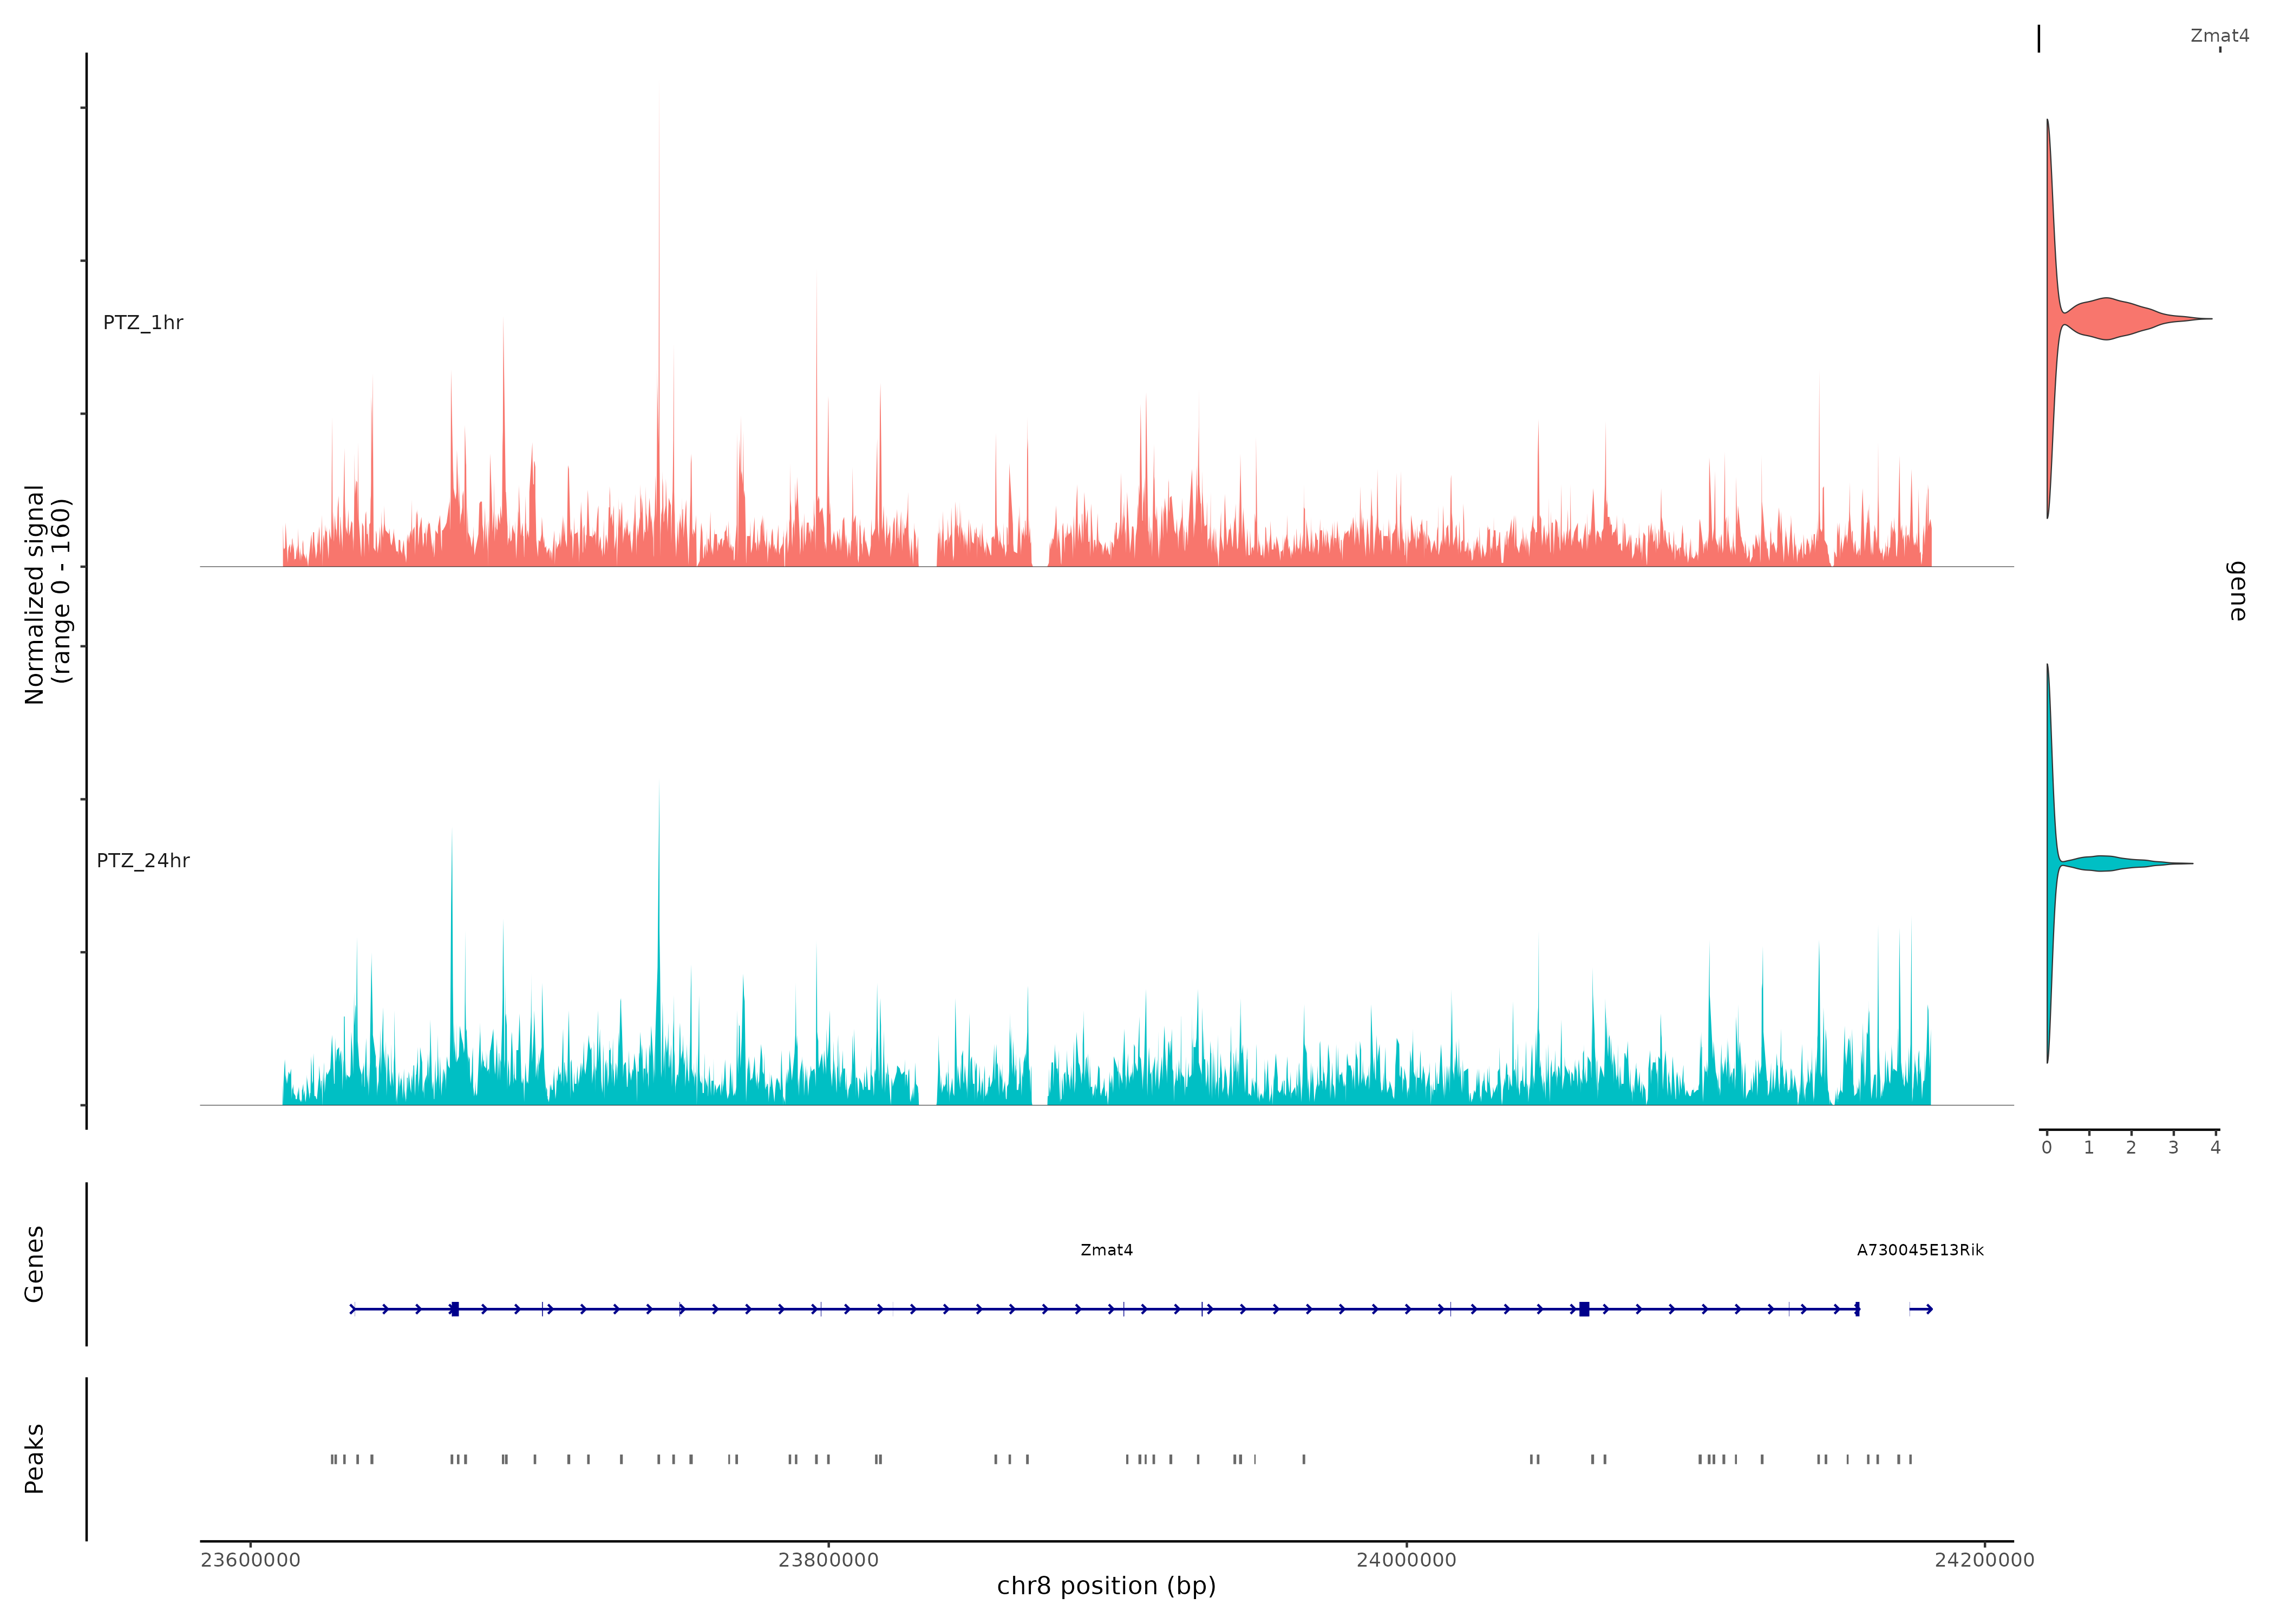 Zmat4
Normalized signal
(range 0 - 160)
PTZ_1hr
PTZ_24hr
gene
0 1 2 3 4
Genes
Zmat4
A730045E13Rik
Peaks
23600000 23800000 24000000 24200000
chr8 position (bp)